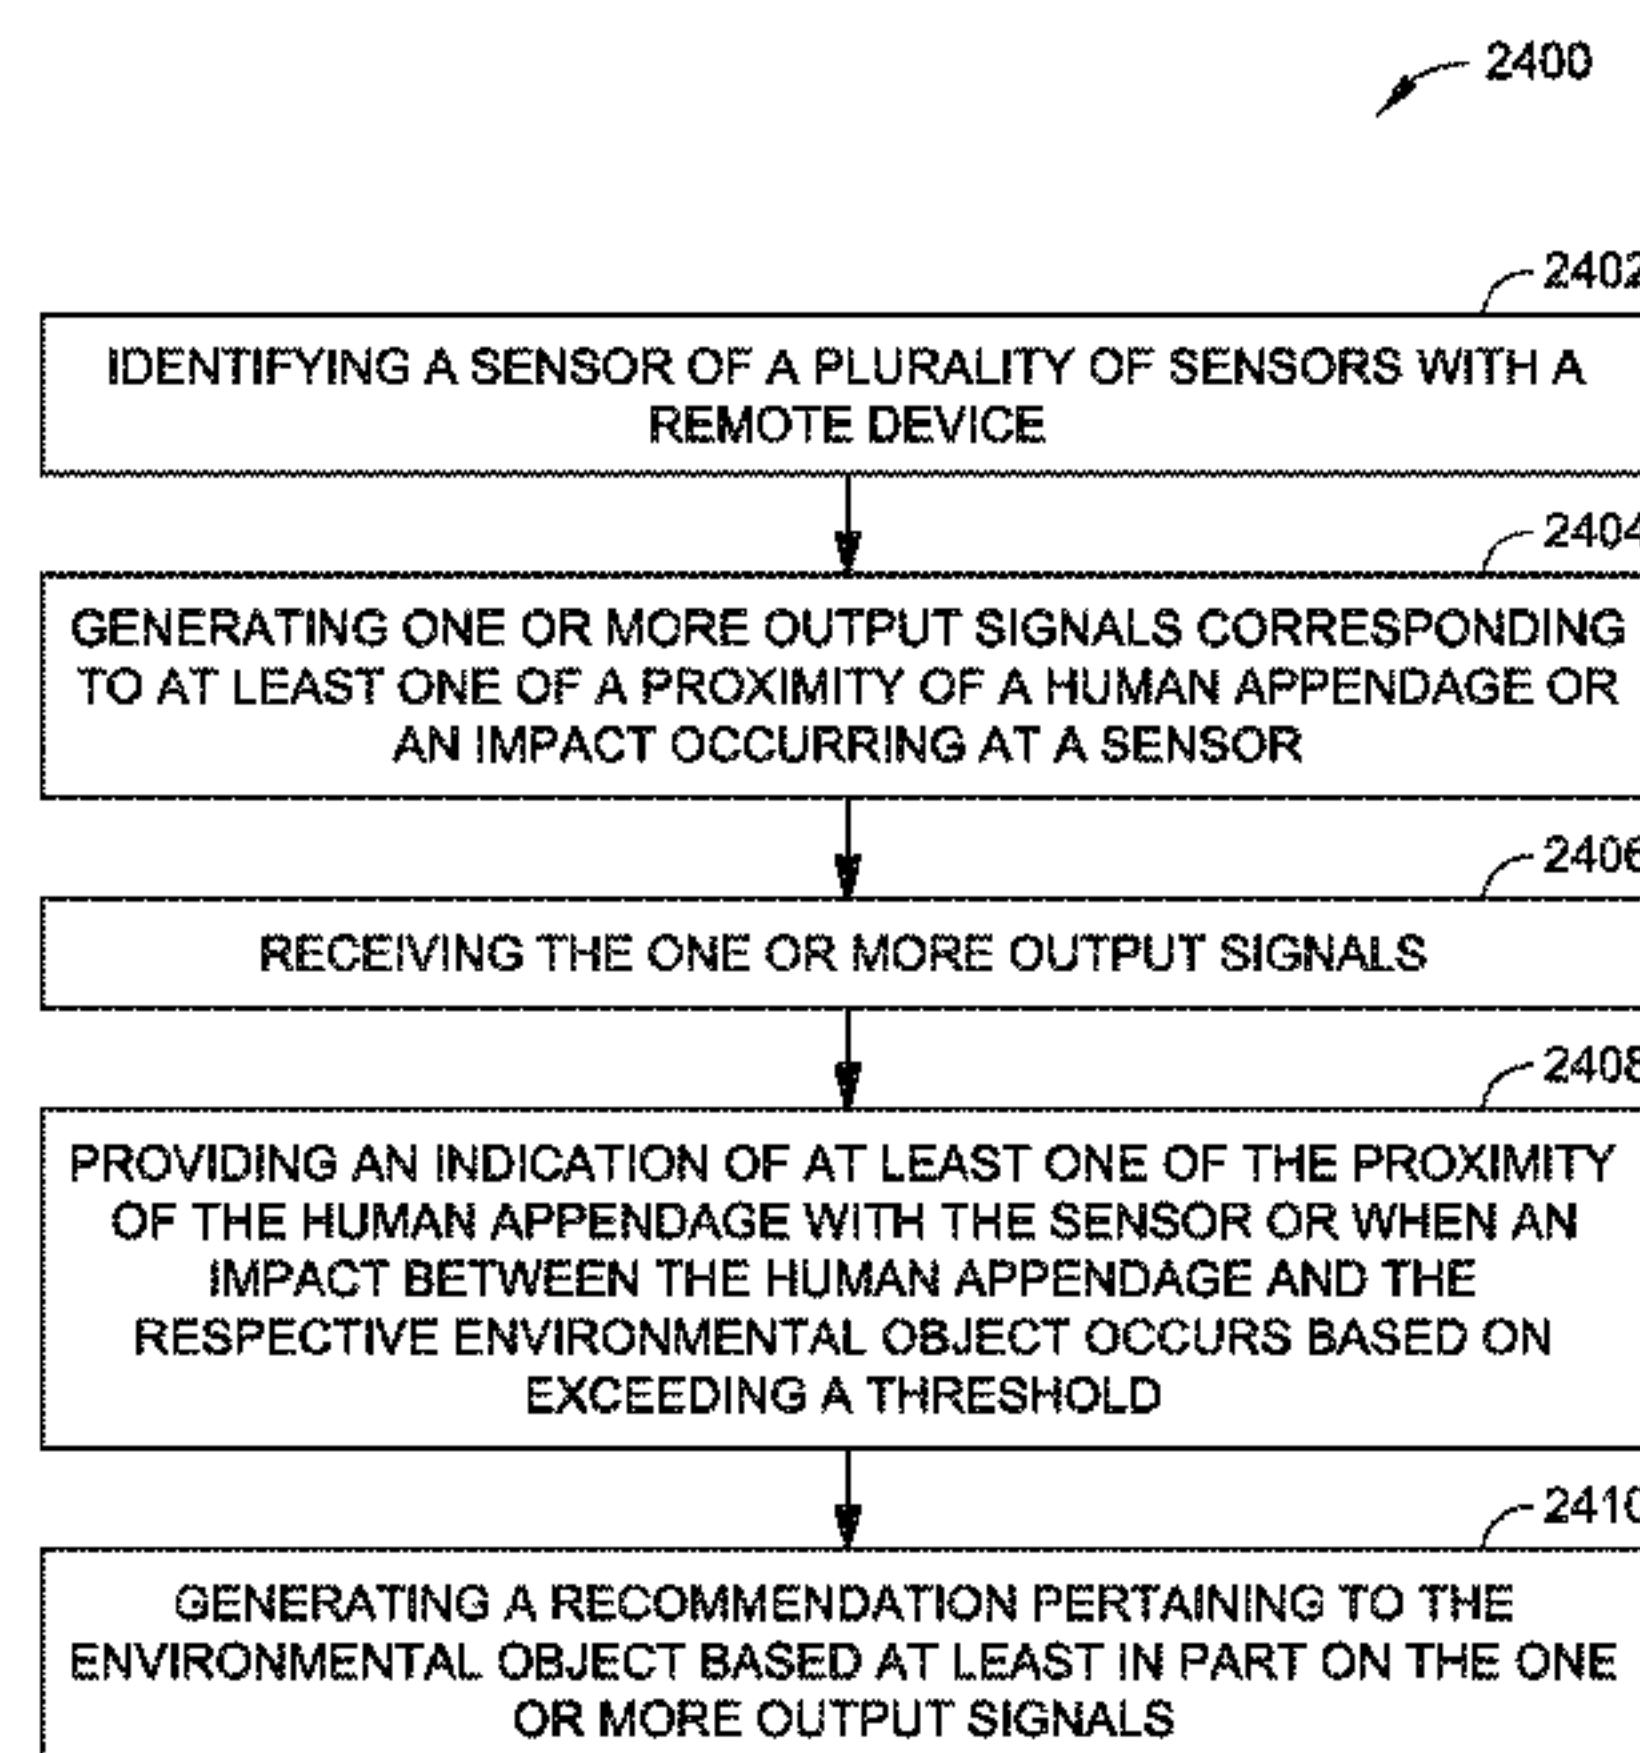 2400
2402
IDENTIFYING A SENSOR OF A PLURALITY OF SENSORS WITH A
REMOTE DEVICE
2404
GENERATING ONE OR MORE OUTPUT SIGNALS CORRESPONDING
TO AT LEAST ONE OF A PROXIMITY OF A HUMAN APPENDAGE OR
AN IMPACT OCCURRING AT A SENSOR
2406
RECEIVING THE ONE OR MORE OUTPUT SIGNALS
2408
PROVIDING AN INDICATION OF AT LEAST ONE OF THE PROXIMITY
OF THE HUMAN APPENDAGE WITH THE SENSOR OR WHEN AN
IMPACT BETWEEN THE HUMAN APPENDAGE AND THE
RESPECTIVE ENVIRONMENTAL OBJECT OCCURS BASED ON
EXCEEDING A THRESHOLD
2410
GENERATING A RECOMMENDATION PERTAINING TO THE
ENVIRONMENTAL OBJECT BASED AT LEAST IN PART ON THE ONE
OR MORE OUTPUT SIGNALS